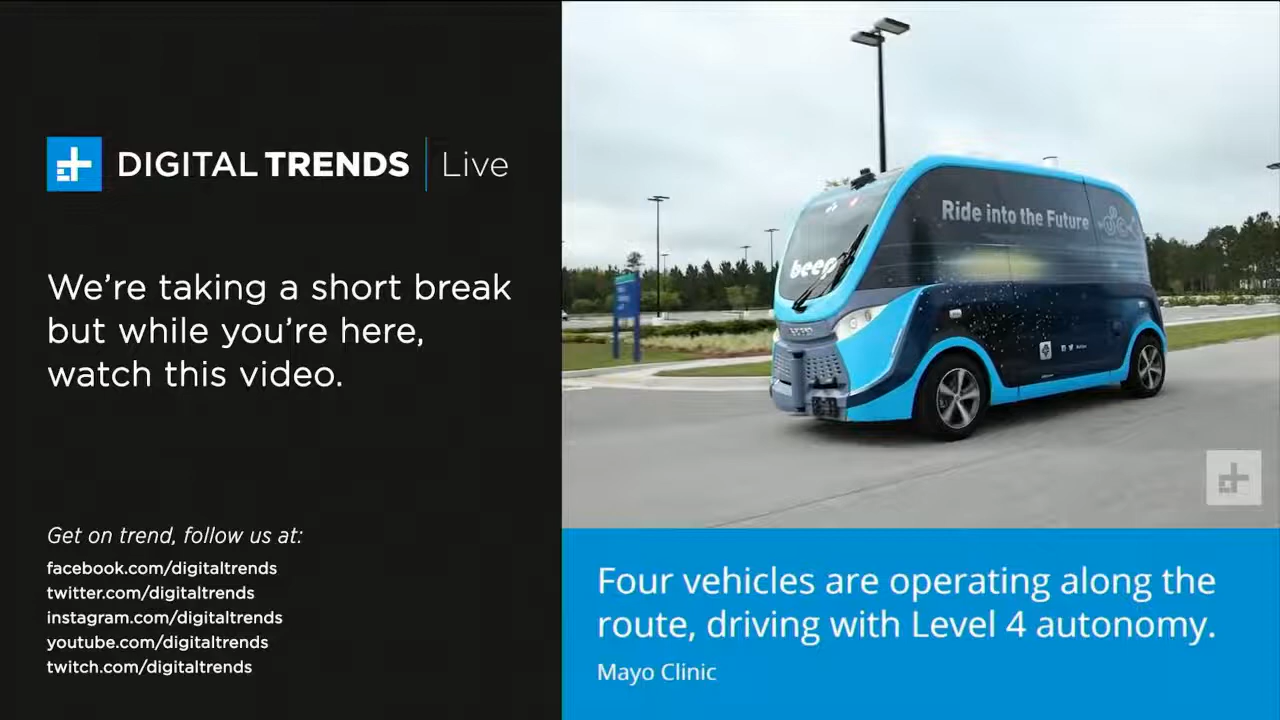 DIGITAL TRENDS Live
We're taking a short break
but while you're here,
watch this video.
Get on trend, follow us at:
facebook.com/digitaltrends
twitter.com/digitaltrends
instagram.com/digitaltrends
youtube.com/digitaltrends
twitch.com/digitaltrends
Ride into the Future
beep
Four vehicles are operating along the
route, driving with Level 4 autonomy.
Mayo Clinic